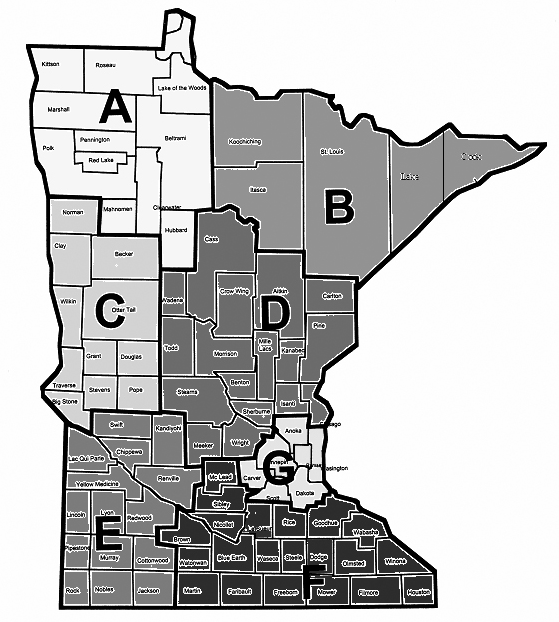 Kittson
Roseau
Lake of the Woods
A
Marshall
Pennington
Beltrami
Polk
Red Lake
Koochiching
St. Louis
Cook
Lake
Itasca
B
Norman
Mahnomen
Clearwater
Hubbard
Cass
Clay
Becker
Wilkin
Otter Tail
C
Wadena
Crow Wing
Aitkin
D
Carlton
Pine
Todd
Morrison
Mille
Lacs
Kanabec
Grant
Douglas
Traverse
Stevens
Pope
Big Stone
Stearns
Benton
Sherburne
Isanti
Swift
Kandiyohi
Meeker
Wright
Anoka
G
Lac Qui Parle
Chippewa
Renville
Mc Leod
Carver
Scott
Dakota
Yellow Medicine
Sibley
Lincoln
Lyon
Redwood
E
Nicollet
Rice
Goodhue
Wabasha
Brown
Pipestone
Murray
Cottonwood
Watonwan
Blue Earth
Waseca
Steele
Dodge
Olmsted
Winona
F
Rock
Nobles
Jackson
Martin
Faribault
Freeborn
Mower
Fillmore
Houston